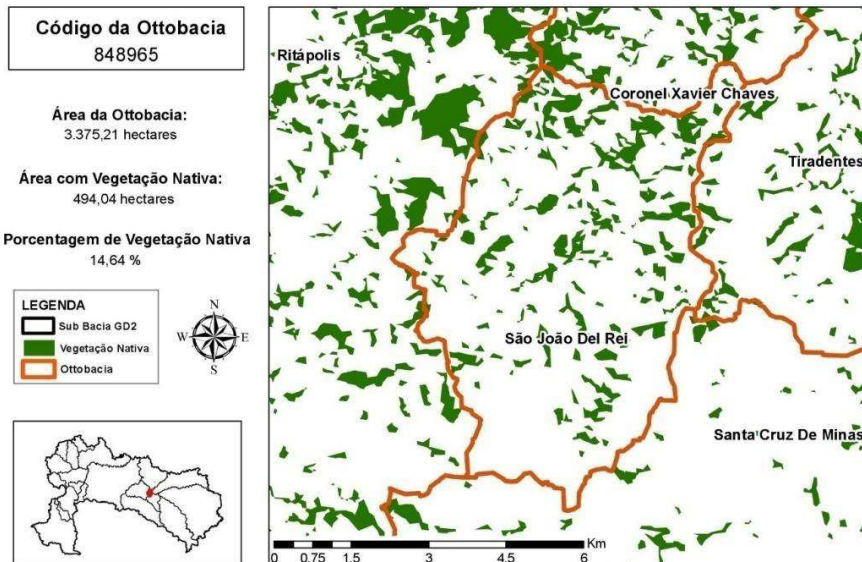 Código da Ottobacia
848965
Área da Ottobacia:
3.375,21 hectares
Área com Vegetação Nativa:
494,04 hectares
Porcentagem de Vegetação Nativa
14,64 %
LEGENDA
Sub Bacia GD2
Vegetação Nativa
Ottobacia
N
W E
S
Ritápolis
Coronel Xavier Chaves
Tiradentes
São João Del Rei
Santa Cruz De Minas
Km
0 0.75 1.5 3 4.5 6